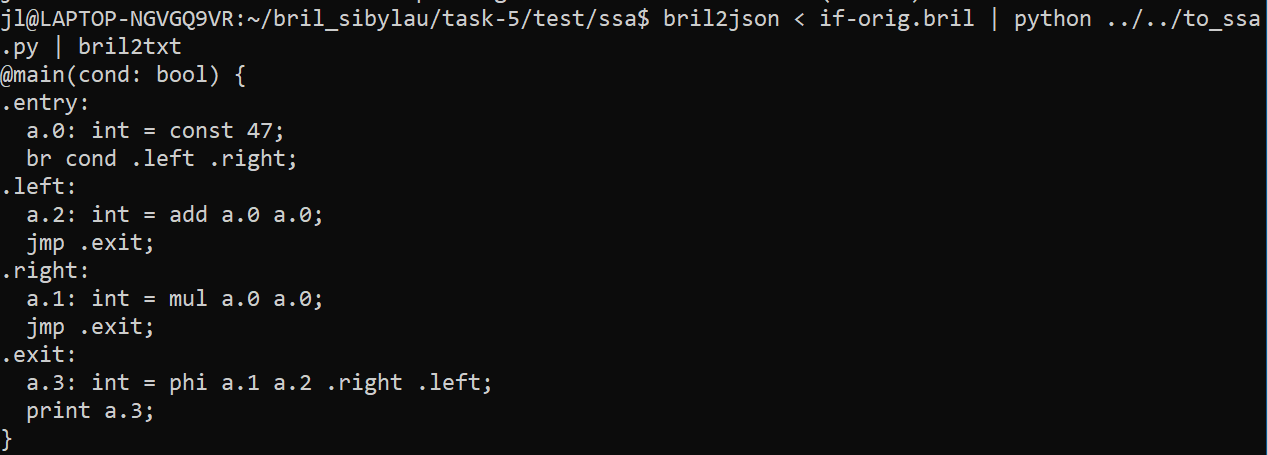 jl@LAPTOP-NGVGQ9VR:~/bril_sibylau/task-5/test/ssa$ bril2json < if-orig.bril | python ../../to_ssa
.py | bril2txt
@main(cond: bool) {
.entry:
  a.0: int = const 47;
  br cond .left .right;
.left:
  a.2: int = add a.0 a.0;
  jmp .exit;
.right:
  a.1: int = mul a.0 a.0;
  jmp .exit;
.exit:
  a.3: int = phi a.1 a.2 .right .left;
  print a.3;
}